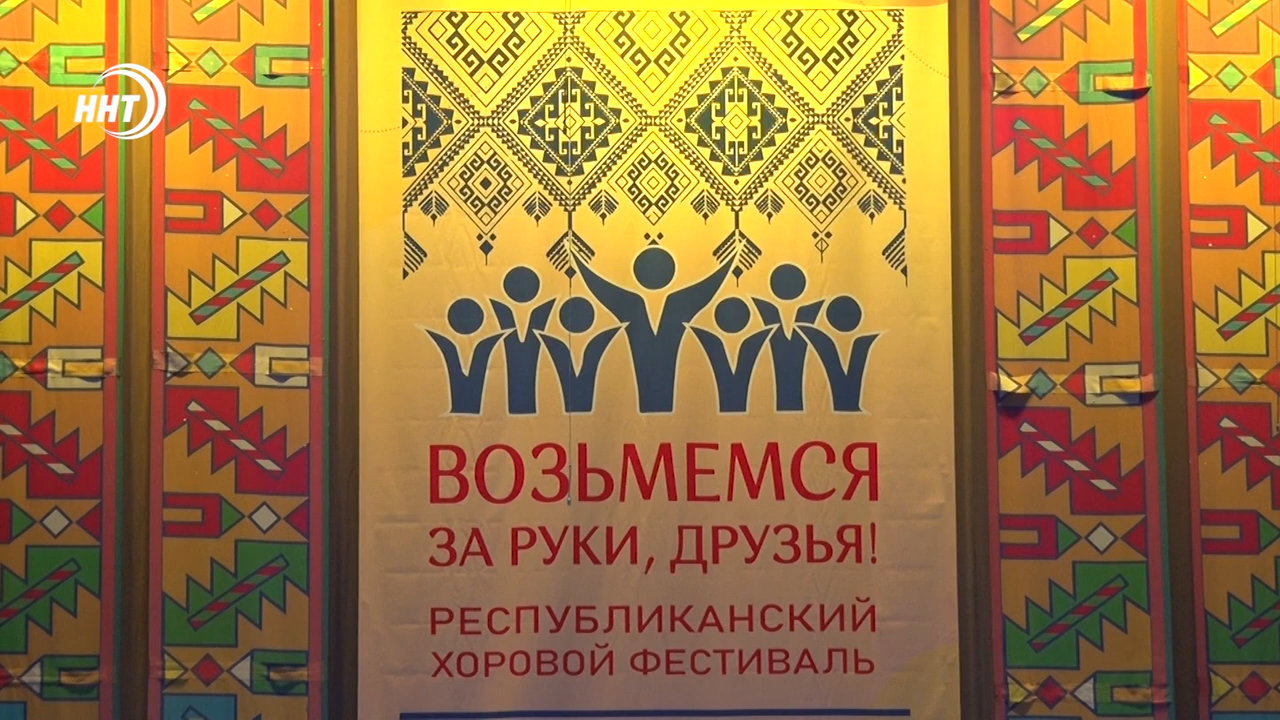 ННТ
ВОЗЬМЕМСЯ
ЗА РУКИ, ДРУЗЬЯ!
РЕСПУБЛИКАНСКИЙ
ХОРОВОЙ ФЕСТИВАЛЬ